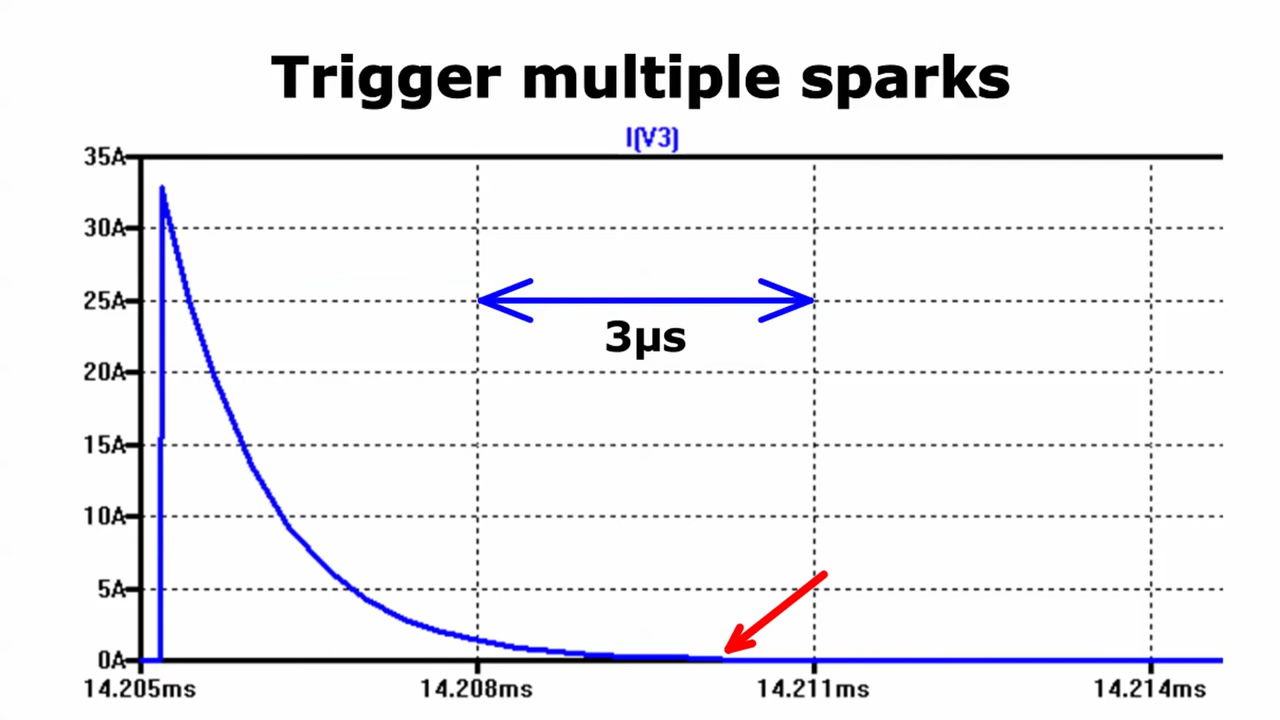 Trigger multiple sparks
I(V3)
35A
30A
25A
3µs
20A
15A
10A
5A
0A
14.205ms 14.208ms 14.211ms 14.214ms